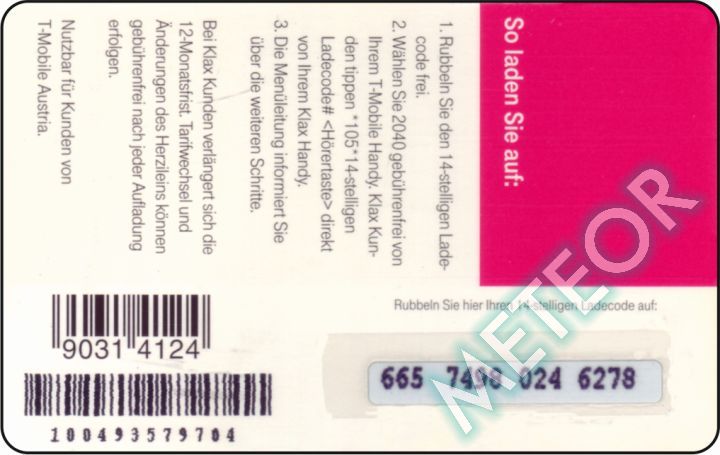 So laden Sie auf:
1. Rubbeln Sie den 14-stelligen Lade-
code frei.
2. Wählen Sie 2040 gebührenfrei von
Ihrem T-Mobile Handy. Klax Kun-
den tippen *105*14-stelligen
Ladecode# <Hörertaste> direkt
von Ihrem Klax Handy.
3. Die Menüleitung informiert Sie
über die weiteren Schritte.
Bei Klax Kunden verlängert sich die
12-Monatsfrist. Tarifwechsel und
Änderungen des Herzileins können
gebührenfrei nach jeder Aufladung
erfolgen.
Nutzbar für Kunden von
T-Mobile Austria.
Rubbeln Sie hier Ihren 14-stelligen Ladecode auf:
665 7498 024 6278
9031 4124
100493579704
METEOR